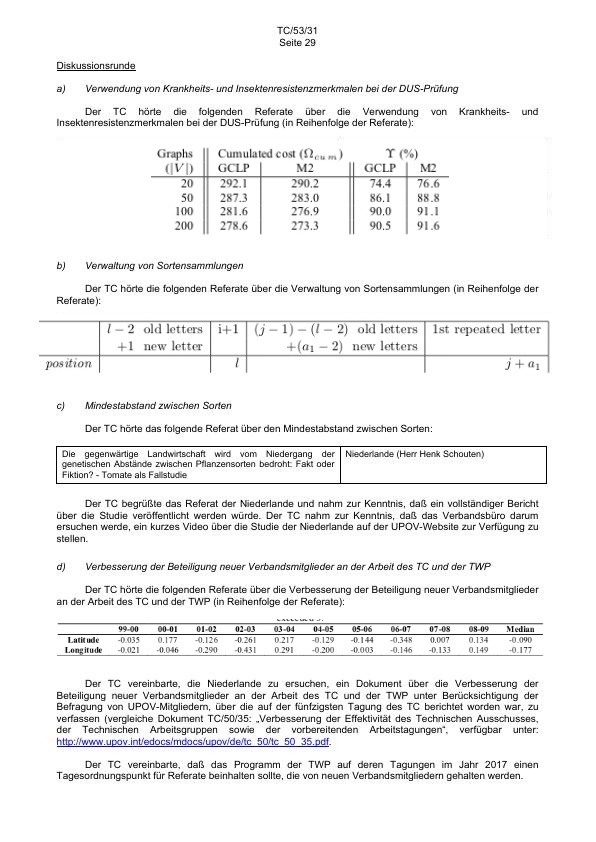 TC/53/31
Seite 29
Diskussionsrunde
a) Verwendung von Krankheits- und Insektenresistenzmerkmalen bei der DUS-Prüfung
Der TC hörte die folgenden Referate über die Verwendung von Krankheits- und
Insektenresistenzmerkmalen bei der DUS-Prüfung (in Reihenfolge der Referate):
Graphs Cumulated cost (Ω_cum) ϒ (%)
(|V|) GCLP M2 GCLP M2
20 292.1 290.2 74.4 76.6
50 287.3 283.0 86.1 88.8
100 281.6 276.9 90.0 91.1
200 278.6 273.3 90.5 91.6
b) Verwaltung von Sortensammlungen
Der TC hörte die folgenden Referate über die Verwaltung von Sortensammlungen (in Reihenfolge der
Referate):
l − 2 old letters i+1 (j − 1) − (l − 2) old letters 1st repeated letter
+1 new letter +(a₁ − 2) new letters
position l j + a₁
c) Mindestabstand zwischen Sorten
Der TC hörte das folgende Referat über den Mindestabstand zwischen Sorten:
Die gegenwärtige Landwirtschaft wird vom Niedergang der Niederlande (Herr Henk Schouten)
genetischen Abstände zwischen Pflanzensorten bedroht: Fakt oder
Fiktion? - Tomate als Fallstudie
Der TC begrüßte das Referat der Niederlande und nahm zur Kenntnis, daß ein vollständiger Bericht
über die Studie veröffentlicht werden würde. Der TC nahm zur Kenntnis, daß das Verbandsbüro darum
ersuchen werde, ein kurzes Video über die Studie der Niederlande auf der UPOV-Website zur Verfügung zu
stellen.
d) Verbesserung der Beteiligung neuer Verbandsmitglieder an der Arbeit des TC und der TWP
Der TC hörte die folgenden Referate über die Verbesserung der Beteiligung neuer Verbandsmitglieder
an der Arbeit des TC und der TWP (in Reihenfolge der Referate):
99-00 00-01 01-02 02-03 03-04 04-05 05-06 06-07 07-08 08-09 Median
Latitude -0.035 0.177 -0.126 -0.261 0.217 -0.129 -0.144 -0.348 0.007 0.134 -0.090
Longitude -0.021 -0.046 -0.290 -0.431 0.291 -0.200 -0.003 -0.146 -0.133 0.149 -0.177
Der TC vereinbarte, die Niederlande zu ersuchen, ein Dokument über die Verbesserung der
Beteiligung neuer Verbandsmitglieder an der Arbeit des TC und der TWP unter Berücksichtigung der
Befragung von UPOV-Mitgliedern, über die auf der fünfzigsten Tagung des TC berichtet worden war, zu
verfassen (vergleiche Dokument TC/50/35: „Verbesserung der Effektivität des Technischen Ausschusses,
der Technischen Arbeitsgruppen sowie der vorbereitenden Arbeitstagungen“, verfügbar unter:
http://www.upov.int/edocs/mdocs/upov/de/tc_50/tc_50_35.pdf.
Der TC vereinbarte, daß das Programm der TWP auf deren Tagungen im Jahr 2017 einen
Tagesordnungspunkt für Referate beinhalten sollte, die von neuen Verbandsmitgliedern gehalten werden.